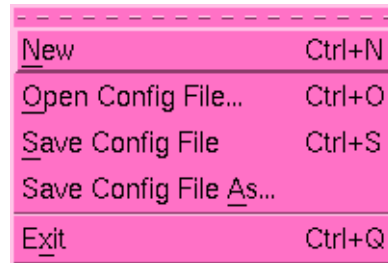 New Ctrl+N
Open Config File... Ctrl+O
Save Config File Ctrl+S
Save Config File As...
Exit Ctrl+Q